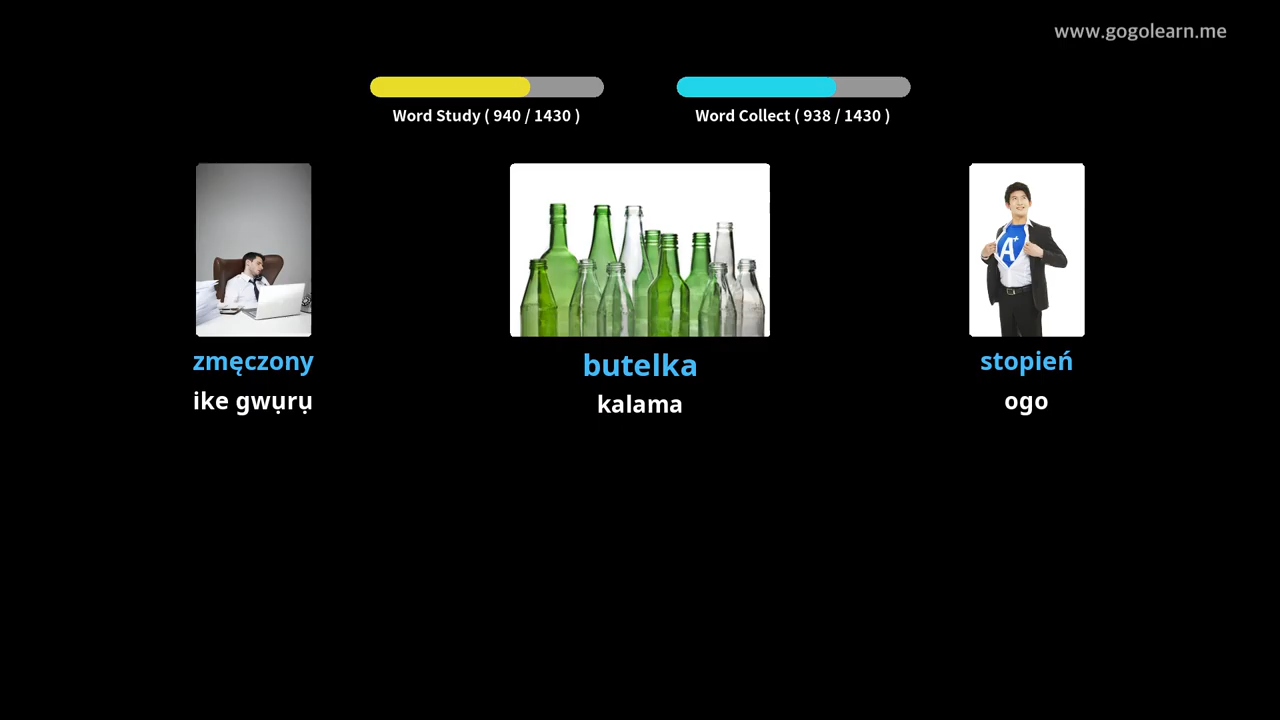 www.gogolearn.me
Word Study ( 940 / 1430 )
Word Collect ( 938 / 1430 )
A+
zmęczony
ike gwụrụ
butelka
kalama
stopień
ogo